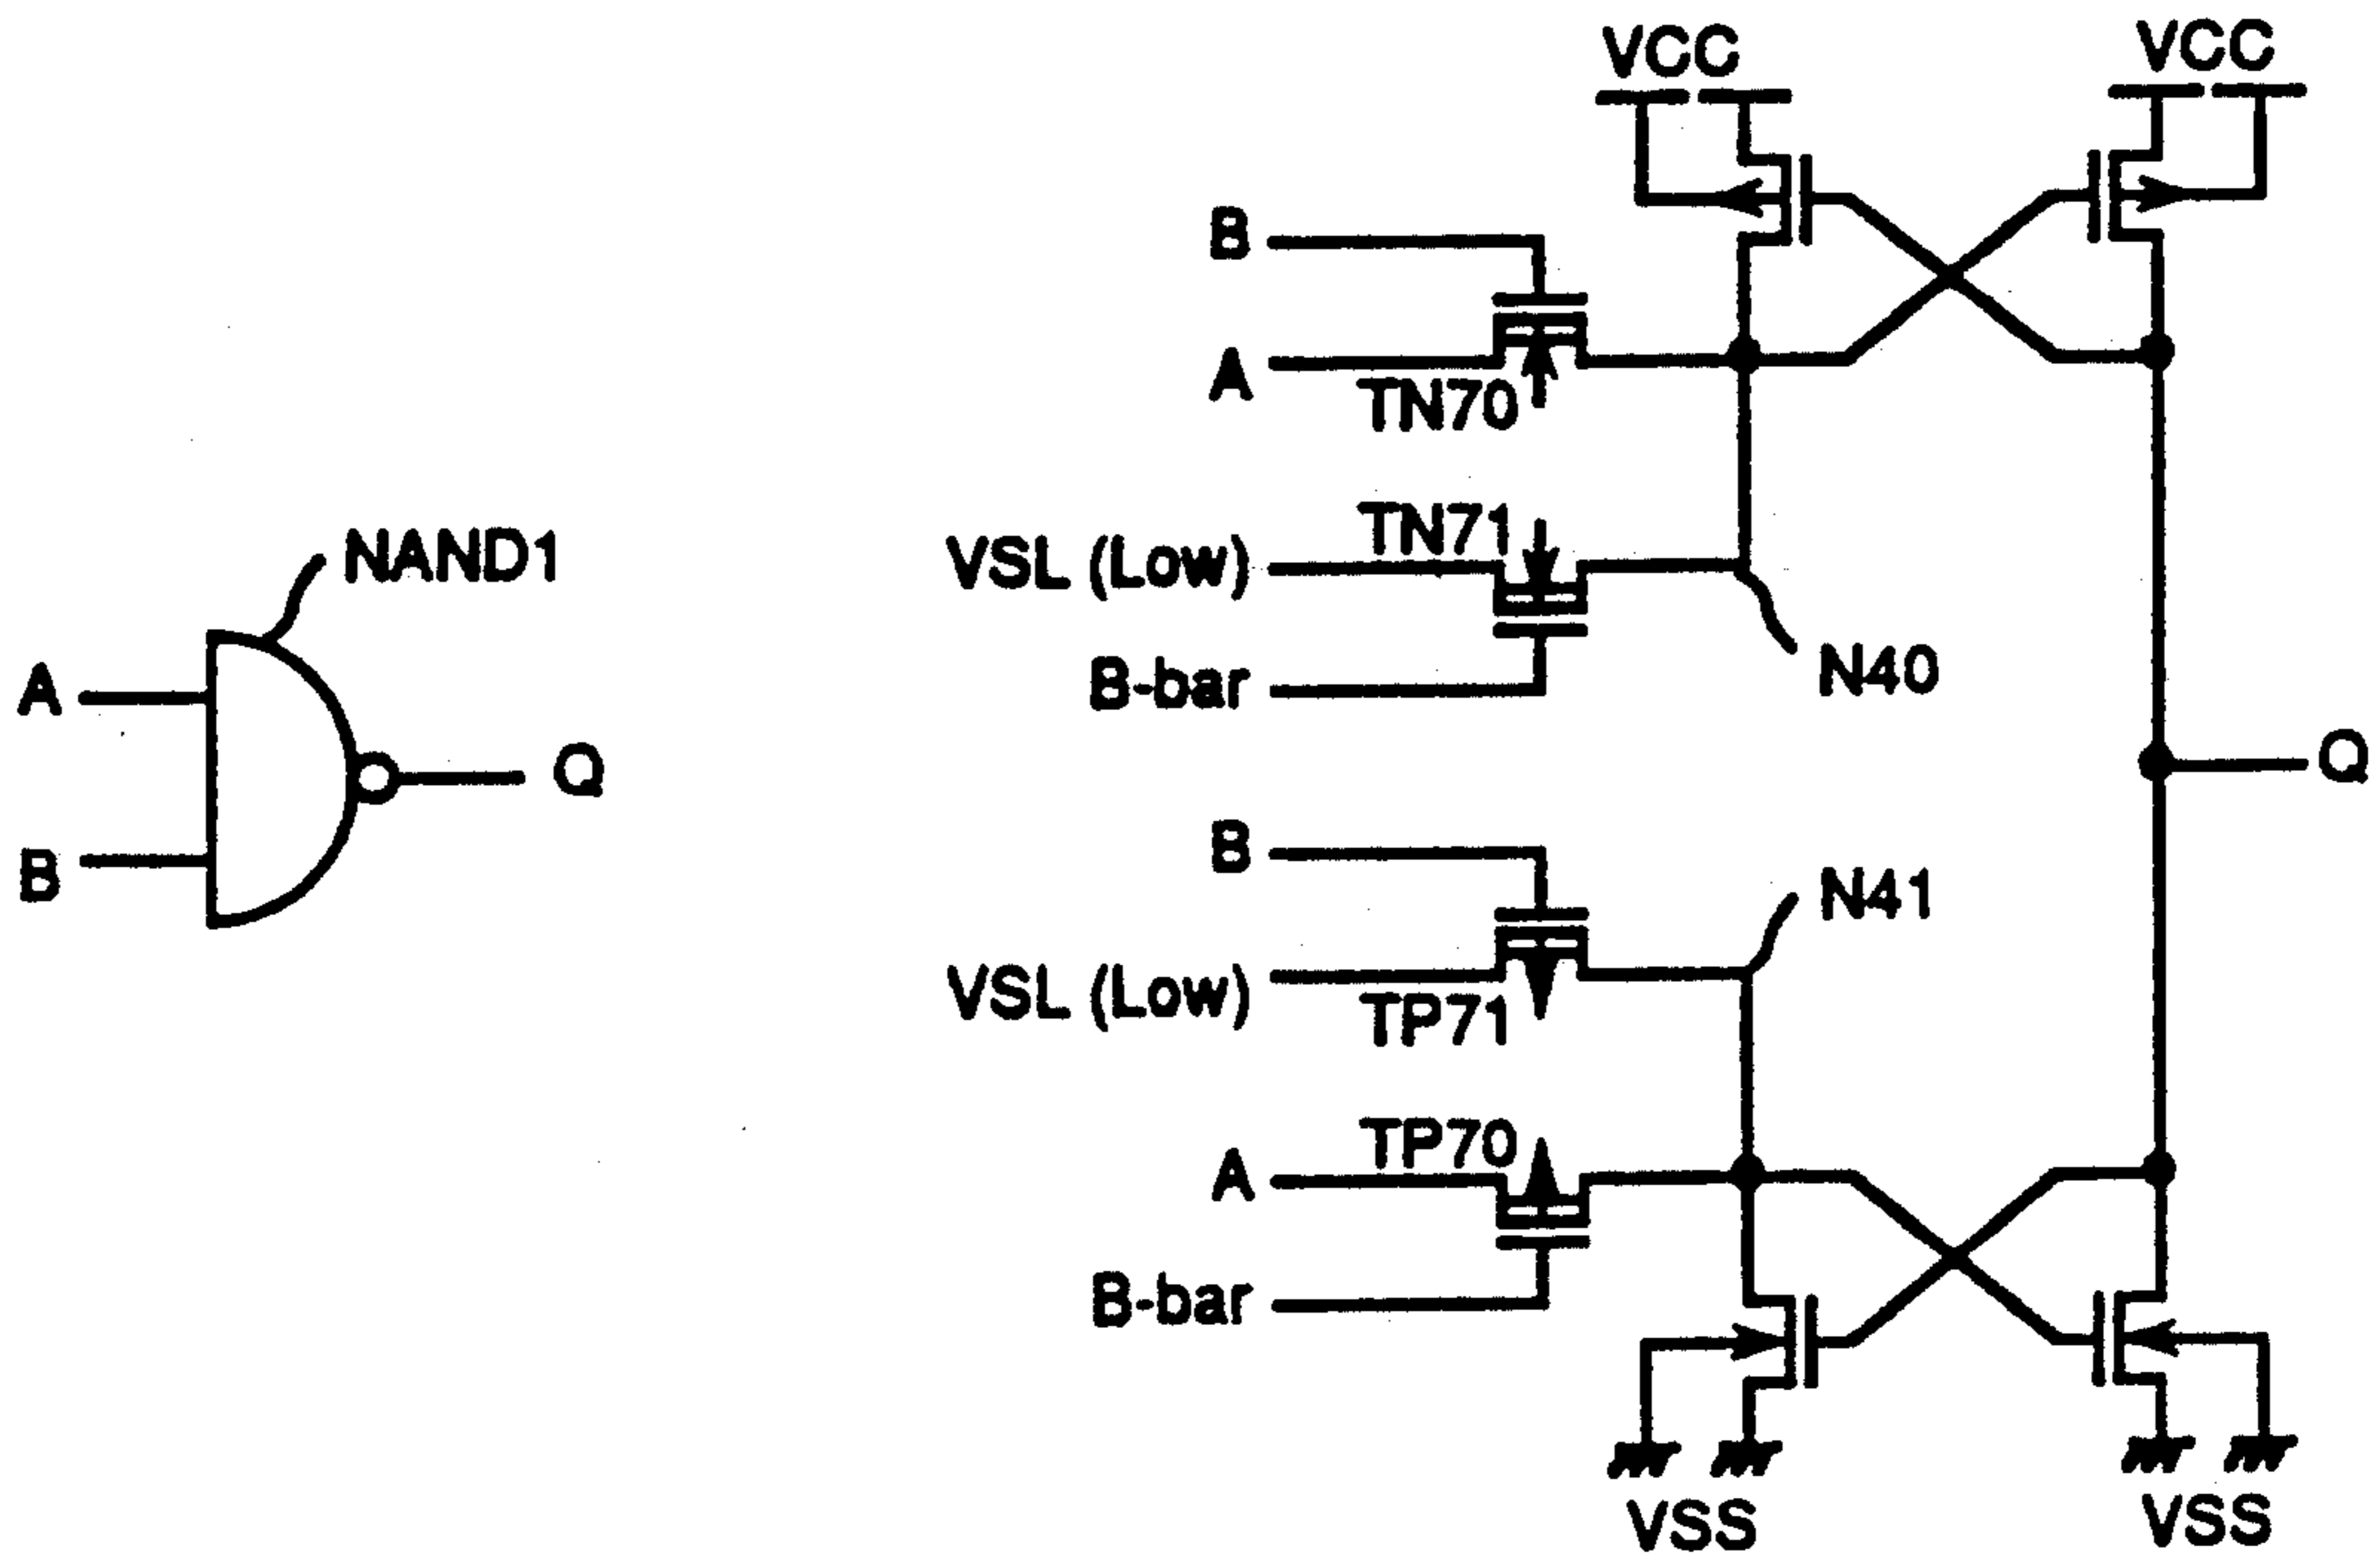 NAND1
A
B
Q
VCC
VCC
B
A
TN70
TN71
VSL (Low)
B-bar
N40
Q
B
N41
VSL (Low)
TP71
TP70
A
B-bar
VSS
VSS